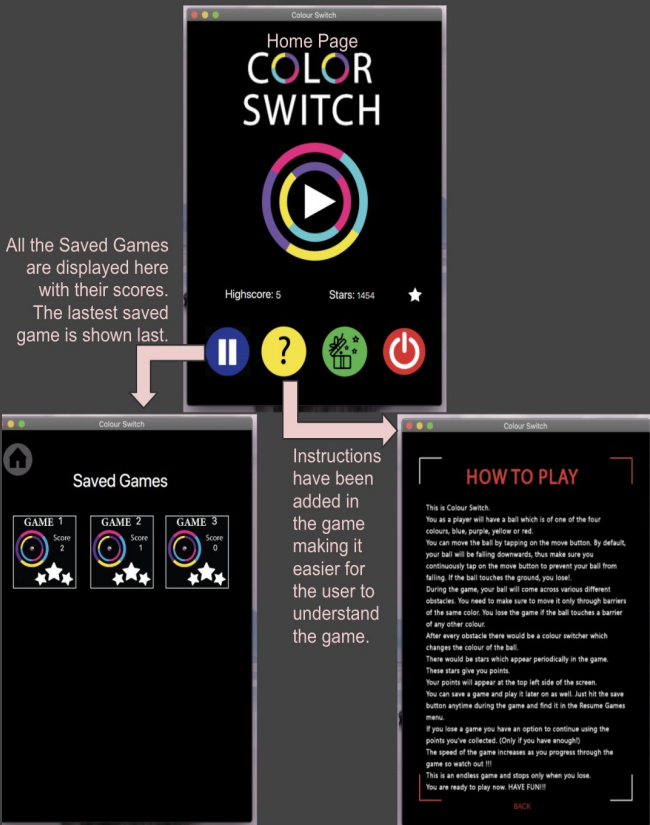 Colour Switch
Home Page
COLOR
SWITCH
Highscore: 5
Stars: 1454
?
All the Saved Games
are displayed here
with their scores.
The lastest saved
game is shown last.
Colour Switch
Saved Games
GAME 1
Score
2
GAME 2
Score
1
GAME 3
Score
0
Instructions
have been
added in
the game
making it
easier for
the user to
understand
the game.
Colour Switch
HOW TO PLAY
This is Colour Switch.
You as a player will have a ball which is of one of the four
colours, blue, purple, yellow or red.
You can move the ball by tapping on the move button. By default,
your ball will be falling downwards, thus make sure you
continuously tap on the move button to prevent your ball from
falling. If the ball touches the ground, you lose!.
During the game, your ball will come across various different
obstacles. You need to make sure to move it only through barriers
of the same color. You lose the game if the ball touches a barrier
of any other colour.
After every obstacle there would be a colour switcher which
changes the colour of the ball.
There would be stars which appear periodically in the game.
These stars give you points.
Your points will appear at the top left side of the screen.
You can save a game and play it later on as well. Just hit the save
button anytime during the game and find it in the Resume Games
menu.
If you lose a game you have an option to continue using the
points you've collected. (Only if you have enough!)
The speed of the game increases as you progress through the
game so watch out !!!
This is an endless game and stops only when you lose.
You are ready to play now. HAVE FUN!!!
BACK